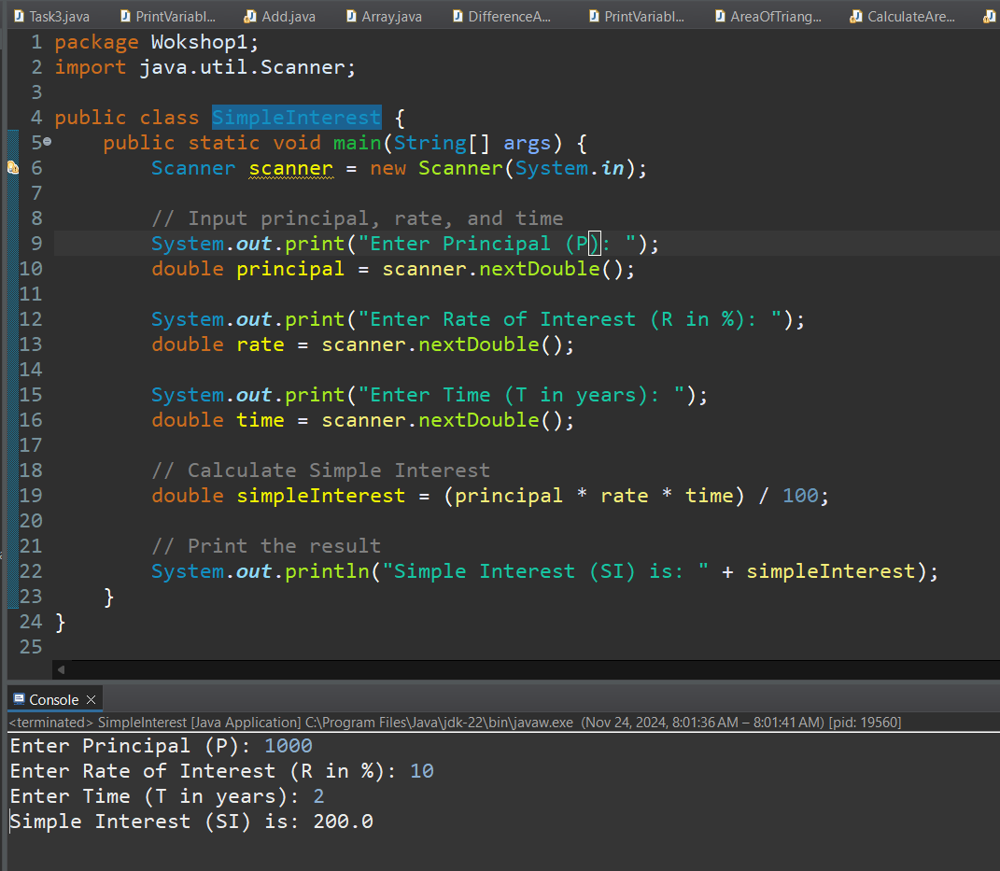 Task3.java PrintVariabl... Add.java Array.java DifferenceA... PrintVariabl... AreaOfTriang... CalculateAre...
1 package Wokshop1;
2 import java.util.Scanner;
3
4 public class SimpleInterest {
5 public static void main(String[] args) {
6 Scanner scanner = new Scanner(System.in);
7
8 // Input principal, rate, and time
9 System.out.print("Enter Principal (P): ");
10 double principal = scanner.nextDouble();
11
12 System.out.print("Enter Rate of Interest (R in %): ");
13 double rate = scanner.nextDouble();
14
15 System.out.print("Enter Time (T in years): ");
16 double time = scanner.nextDouble();
17
18 // Calculate Simple Interest
19 double simpleInterest = (principal * rate * time) / 100;
20
21 // Print the result
22 System.out.println("Simple Interest (SI) is: " + simpleInterest);
23 }
24 }
25
Console
<terminated> SimpleInterest [Java Application] C:\Program Files\Java\jdk-22\bin\javaw.exe (Nov 24, 2024, 8:01:36 AM – 8:01:41 AM) [pid: 19560]
Enter Principal (P): 1000
Enter Rate of Interest (R in %): 10
Enter Time (T in years): 2
Simple Interest (SI) is: 200.0